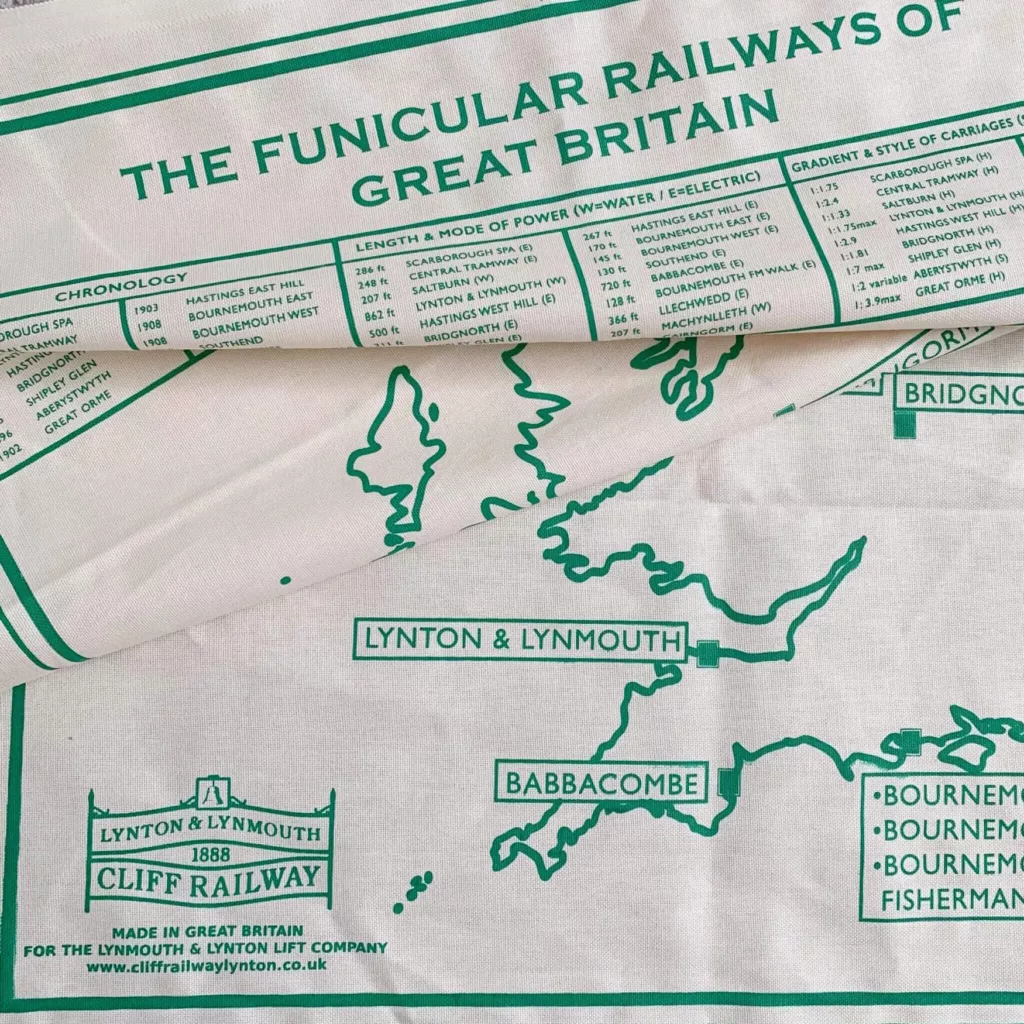 THE FUNICULAR RAILWAYS OF
GREAT BRITAIN
CHRONOLOGY
ROUGH SPA
TRAMWAY
BRIDGNORTH
SHIPLEY GLEN
ABERYSTWYTH
1902 GREAT ORME
1903 HASTINGS EAST HILL
1908 BOURNEMOUTH EAST
1908 BOURNEMOUTH WEST
SOUTHEND
LENGTH & MODE OF POWER (W=WATER / E=ELECTRIC)
286 ft SCARBOROUGH SPA (E)
248 ft CENTRAL TRAMWAY (E)
207 ft SALTBURN (W)
862 ft LYNTON & LYNMOUTH (W)
500 ft HASTINGS WEST HILL (E)
BRIDGNORTH (E)
GLEN (E)
267 ft HASTINGS EAST HILL (E)
170 ft BOURNEMOUTH EAST (E)
145 ft BOURNEMOUTH WEST (E)
130 ft SOUTHEND (E)
720 ft BABBACOMBE (E)
128 ft BOURNEMOUTH FM WALK (E)
366 ft LLECHWEDD (E)
207 ft MACHYNLLETH (W)
CAIRNGORM (E)
GRADIENT & STYLE OF CARRIAGES (S
1:1.75 SCARBOROUGH SPA (H)
1:2.4 CENTRAL TRAMWAY (H)
1:1.33 SALTBURN (H)
1:1.75max LYNTON & LYNMOUTH (H)
1:2.9 HASTINGS WEST HILL (H)
1:1.81 BRIDGNORTH (H)
1:7 max SHIPLEY GLEN (H)
1:2 variable ABERYSTWYTH (S)
1: 3.9max GREAT ORME (H)
BRIDGNO
LYNTON & LYNMOUTH
BABBACOMBE
•BOURNEMO
•BOURNEMO
•BOURNEMO
FISHERMAN
LYNTON & LYNMOUTH
1888
CLIFF RAILWAY
MADE IN GREAT BRITAIN
FOR THE LYNMOUTH & LYNTON LIFT COMPANY
www.cliffrailwaylynton.co.uk